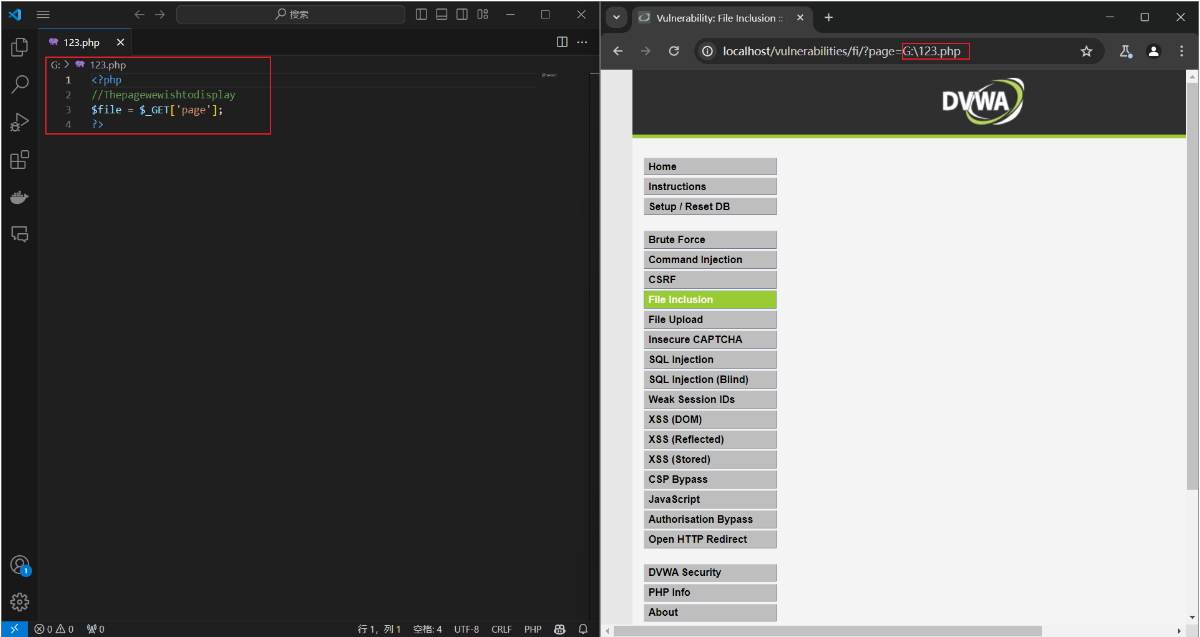 搜索
123.php
G: > 123.php
1 <?php
2 //Thepagewewishtodisplay
3 $file = $_GET['page'];
4 ?>
1
0 0 0
行 1，列 1 空格: 4 UTF-8 CRLF PHP
Vulnerability: File Inclusion ::
localhost/vulnerabilities/fi/?page=G:\123.php
DVWA
Home
Instructions
Setup / Reset DB
Brute Force
Command Injection
CSRF
File Inclusion
File Upload
Insecure CAPTCHA
SQL Injection
SQL Injection (Blind)
Weak Session IDs
XSS (DOM)
XSS (Reflected)
XSS (Stored)
CSP Bypass
JavaScript
Authorisation Bypass
Open HTTP Redirect
DVWA Security
PHP Info
About